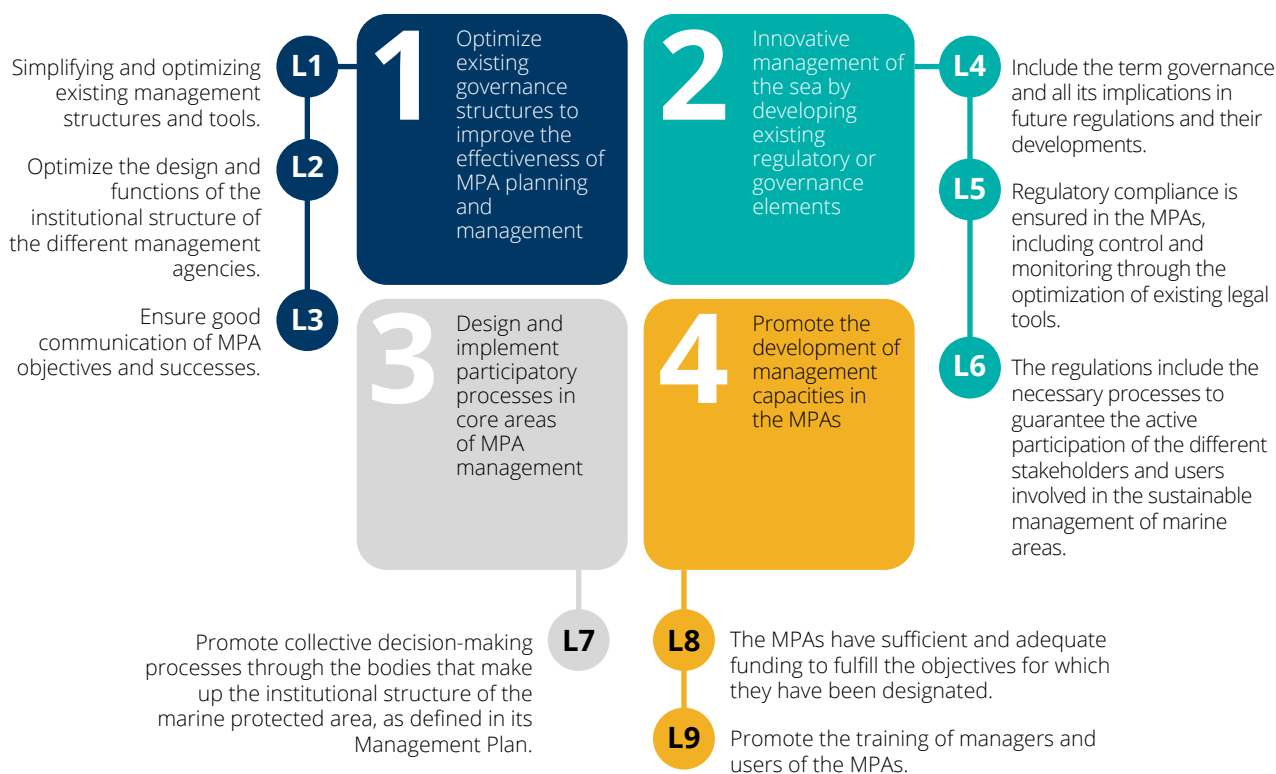 1
Optimize
existing
governance
structures to
improve the
effectiveness of
MPA planning
and
management
L1
Simplifying and optimizing
existing management
structures and tools.
L2
Optimize the design and
functions of the
institutional structure of
the different management
agencies.
L3
Ensure good
communication of MPA
objectives and successes.
2
Innovative
management of
the sea by
developing
existing
regulatory or
governance
elements
L4
Include the term governance
and all its implications in
future regulations and their
developments.
L5
Regulatory compliance is
ensured in the MPAs,
including control and
monitoring through the
optimization of existing legal
tools.
L6
The regulations include the
necessary processes to
guarantee the active
participation of the different
stakeholders and users
involved in the sustainable
management of marine
areas.
3
Design and
implement
participatory
processes in
core areas
of MPA
management
L7
Promote collective decision-making
processes through the bodies that make
up the institutional structure of the
marine protected area, as defined in its
Management Plan.
4
Promote the
development of
management
capacities in
the MPAs
L8
The MPAs have sufficient and adequate
funding to fulfill the objectives for which
they have been designated.
L9
Promote the training of managers and
users of the MPAs.